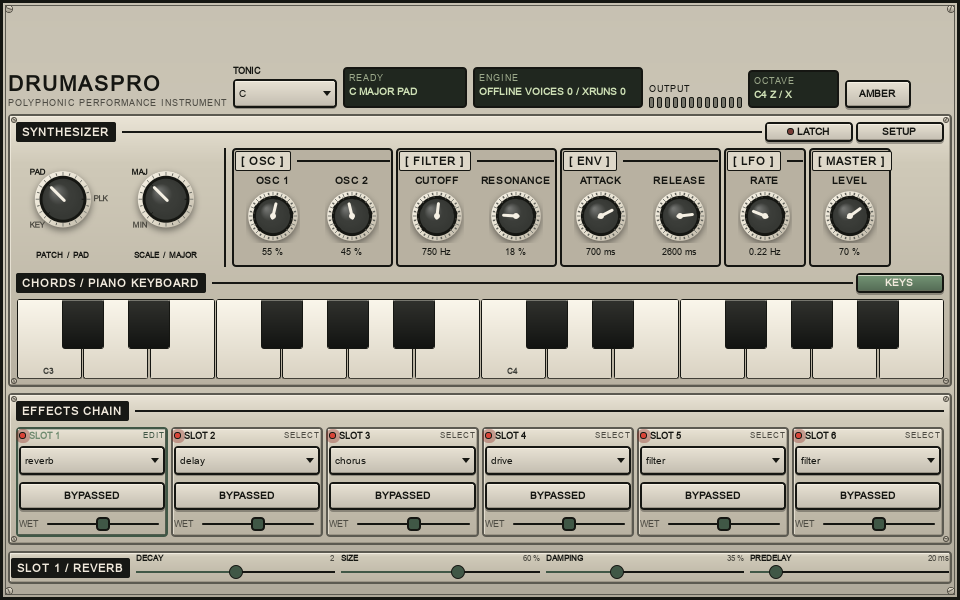 DRUMASPRO
POLYPHONIC PERFORMANCE INSTRUMENT
TONIC
C
READY
C MAJOR PAD
ENGINE
OFFLINE VOICES 0 / XRUNS 0
OUTPUT
OCTAVE
C4 Z / X
AMBER
SYNTHESIZER
LATCH
SETUP
PAD
PLK
KEY
PATCH / PAD
MAJ
MIN
SCALE / MAJOR
[ OSC ]
OSC 1
OSC 2
55 %
45 %
[ FILTER ]
CUTOFF
RESONANCE
750 Hz
18 %
[ ENV ]
ATTACK
RELEASE
700 ms
2600 ms
[ LFO ]
RATE
0.22 Hz
[ MASTER ]
LEVEL
70 %
CHORDS / PIANO KEYBOARD
KEYS
C3
C4
EFFECTS CHAIN
SLOT 1
EDIT
reverb
BYPASSED
WET
SLOT 2
SELECT
delay
BYPASSED
WET
SLOT 3
SELECT
chorus
BYPASSED
WET
SLOT 4
SELECT
drive
BYPASSED
WET
SLOT 5
SELECT
filter
BYPASSED
WET
SLOT 6
SELECT
filter
BYPASSED
WET
SLOT 1 / REVERB
DECAY
2
SIZE
60 %
DAMPING
35 %
PREDELAY
20 ms